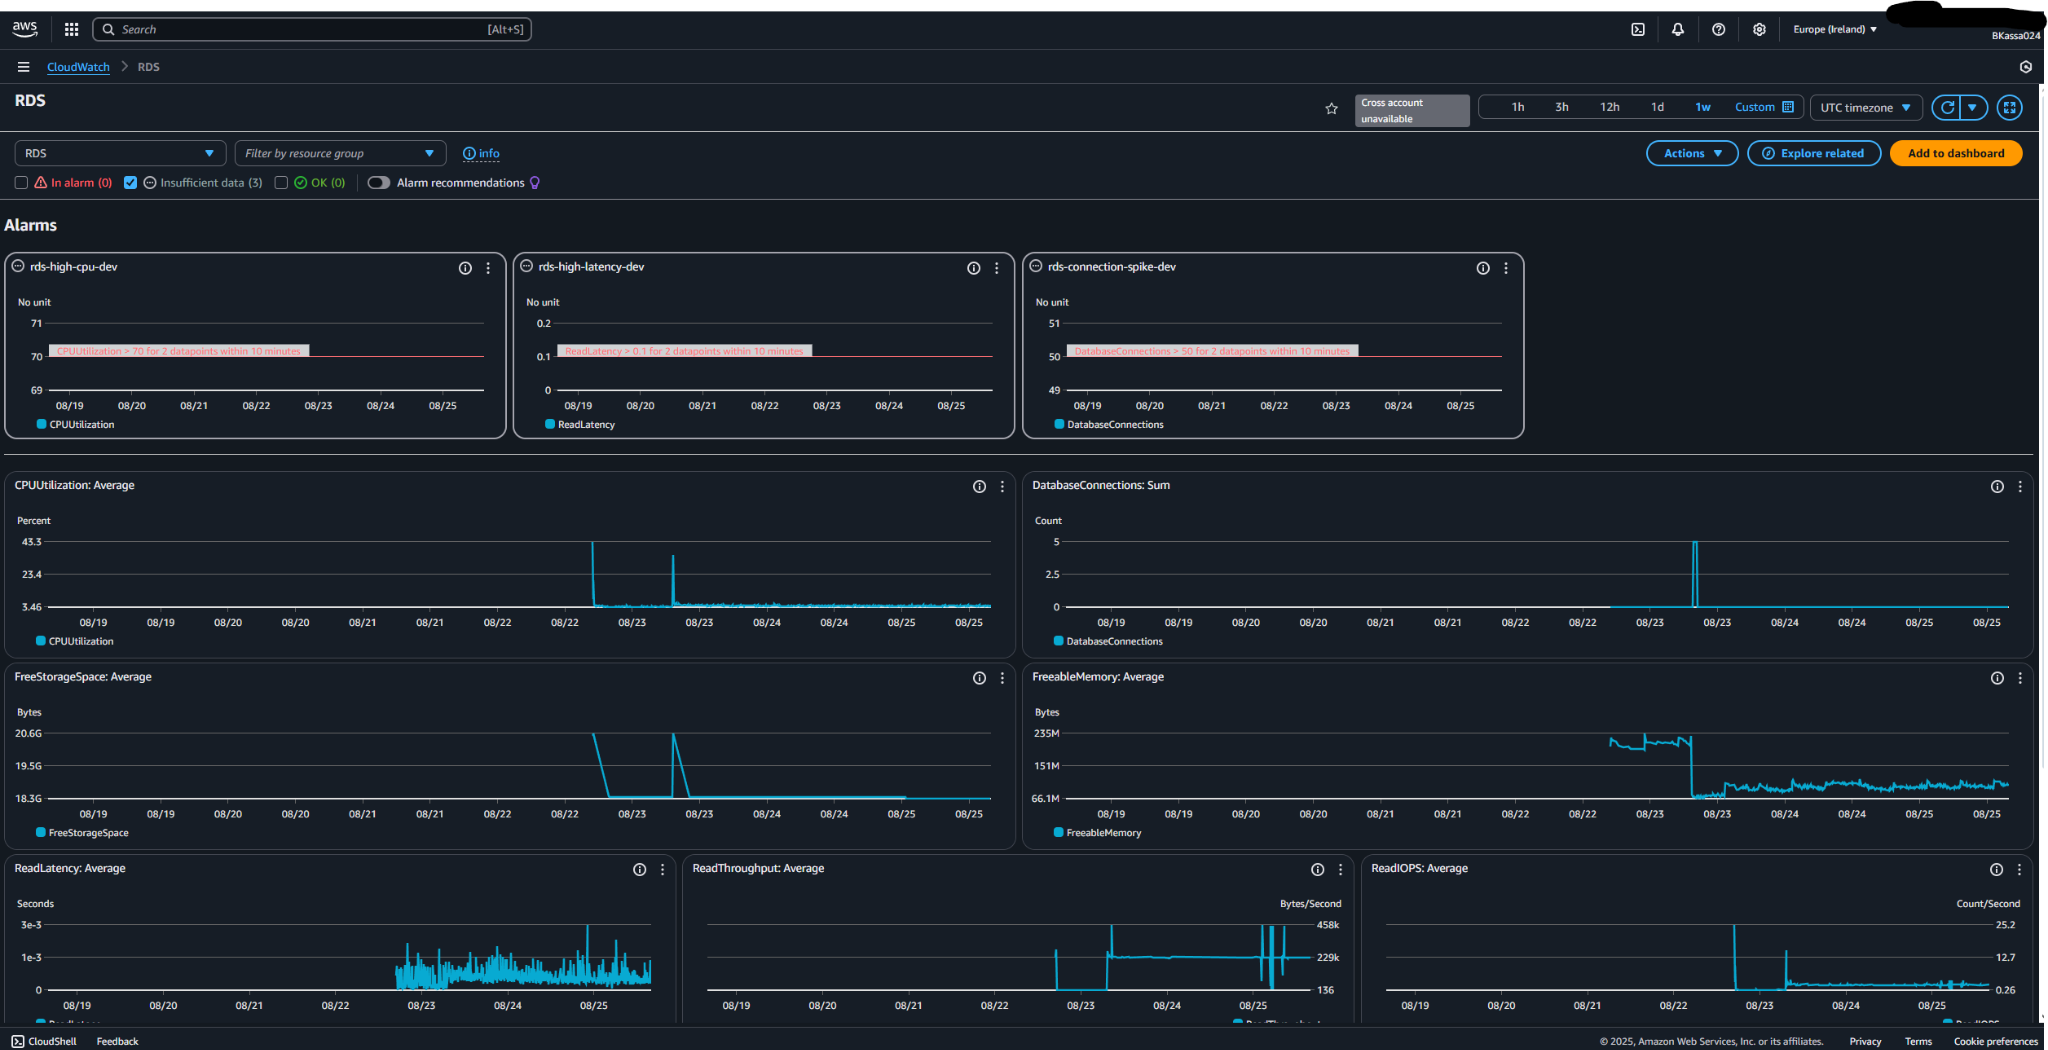 aws
Search [Alt+S]
Europe (Ireland)
BKassa024
CloudWatch RDS
RDS
Cross account
unavailable
1h 3h 12h 1d 1w Custom UTC timezone
RDS Filter by resource group info
Actions Explore related Add to dashboard
In alarm (0) Insufficient data (3) OK (0) Alarm recommendations
Alarms
rds-high-cpu-dev
No unit
71
CPUUtilization > 70 for 2 datapoints within 10 minutes
70
69
08/19 08/20 08/21 08/22 08/23 08/24 08/25
CPUUtilization
rds-high-latency-dev
No unit
0.2
ReadLatency > 0.1 for 2 datapoints within 10 minutes
0.1
0
08/19 08/20 08/21 08/22 08/23 08/24 08/25
ReadLatency
rds-connection-spike-dev
No unit
51
DatabaseConnections > 50 for 2 datapoints within 10 minutes
50
49
08/19 08/20 08/21 08/22 08/23 08/24 08/25
DatabaseConnections
CPUUtilization: Average
Percent
43.3
23.4
3.46
08/19 08/19 08/20 08/20 08/21 08/21 08/22 08/22 08/23 08/23 08/24 08/24 08/25 08/25
CPUUtilization
DatabaseConnections: Sum
Count
5
2.5
0
08/19 08/19 08/20 08/20 08/21 08/21 08/22 08/22 08/23 08/23 08/24 08/24 08/25 08/25
DatabaseConnections
FreeStorageSpace: Average
Bytes
20.6G
19.5G
18.3G
08/19 08/19 08/20 08/20 08/21 08/21 08/22 08/22 08/23 08/23 08/24 08/24 08/25 08/25
FreeStorageSpace
FreeableMemory: Average
Bytes
235M
151M
66.1M
08/19 08/19 08/20 08/20 08/21 08/21 08/22 08/22 08/23 08/23 08/24 08/24 08/25 08/25
FreeableMemory
ReadLatency: Average
Seconds
3e-3
1e-3
0
08/19 08/20 08/21 08/22 08/23 08/24 08/25
ReadThroughput: Average
Bytes/Second
458k
229k
136
08/19 08/20 08/21 08/22 08/23 08/24 08/25
ReadIOPS: Average
Count/Second
25.2
12.7
0.26
08/19 08/20 08/21 08/22 08/23 08/24 08/25
CloudShell Feedback © 2025, Amazon Web Services, Inc. or its affiliates. Privacy Terms Cookie preferences